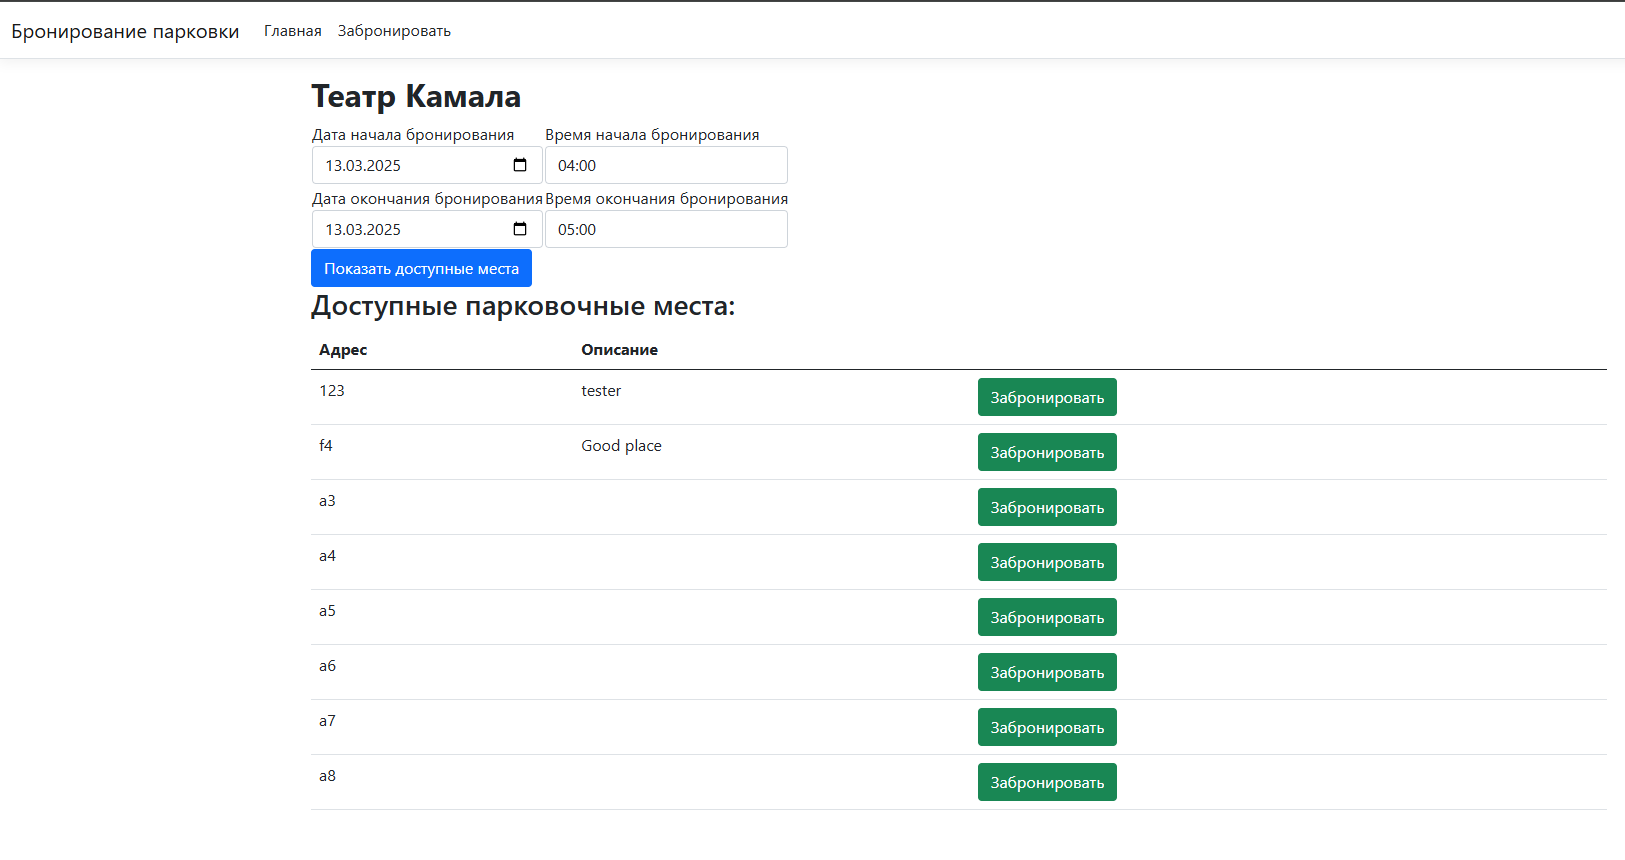 Бронирование парковки Главная Забронировать
Театр Камала
Дата начала бронирования Время начала бронирования
13.03.2025 04:00
Дата окончания бронирования Время окончания бронирования
13.03.2025 05:00
Показать доступные места
Доступные парковочные места:
Адрес Описание
123 tester Забронировать
f4 Good place Забронировать
a3 Забронировать
a4 Забронировать
a5 Забронировать
a6 Забронировать
a7 Забронировать
a8 Забронировать